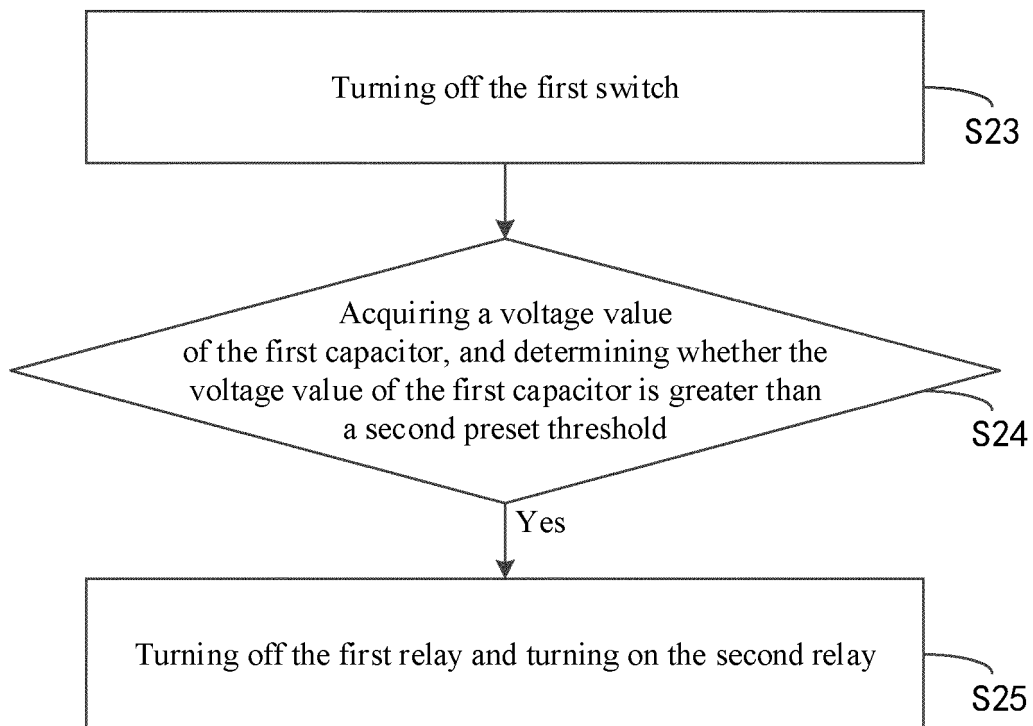 Turning off the first switch
S23
Acquiring a voltage value
of the first capacitor, and determining whether the
voltage value of the first capacitor is greater than
a second preset threshold
S24
Yes
Turning off the first relay and turning on the second relay
S25